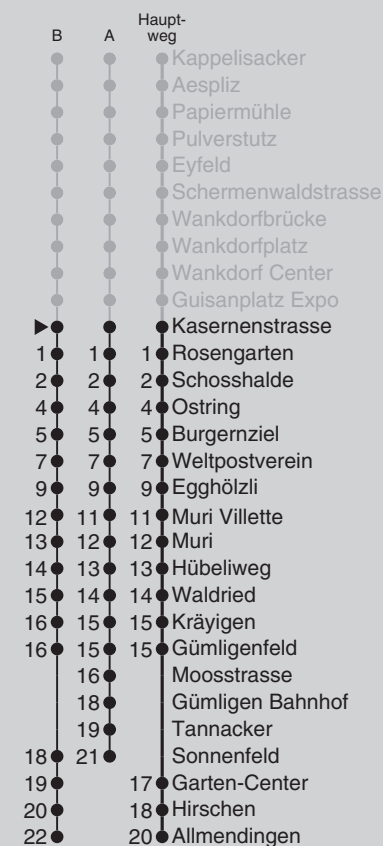 Haupt-
B A weg
Kappelisacker
Aespliz
Papiermühle
Pulverstutz
Eyfeld
Schermenwaldstrasse
Wankdorfbrücke
Wankdorfplatz
Wankdorf Center
Guisanplatz Expo
Kasernenstrasse
1 1 1 Rosengarten
2 2 2 Schosshalde
4 4 4 Ostring
5 5 5 Burgernziel
7 7 7 Weltpostverein
9 9 9 Egghölzli
12 11 11 Muri Villette
13 12 12 Muri
14 13 13 Hübeliweg
15 14 14 Waldried
16 15 15 Kräyigen
16 15 15 Gümligenfeld
16 Moosstrasse
18 Gümligen Bahnhof
19 Tannacker
18 21 Sonnenfeld
19 17 Garten-Center
20 18 Hirschen
22 20 Allmendingen